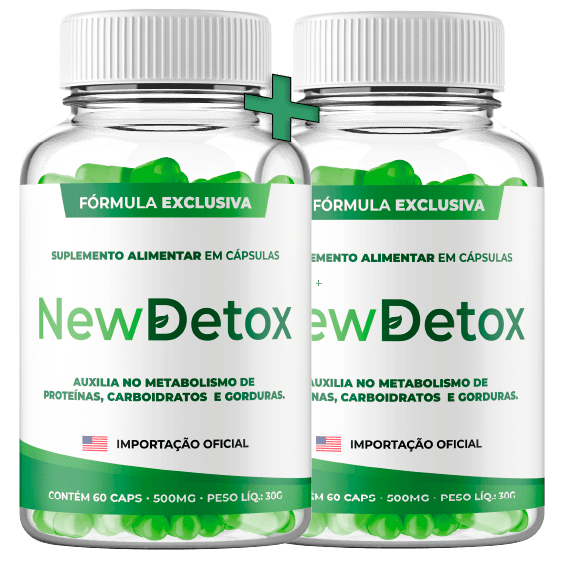 FÓRMULA EXCLUSIVA
SUPLEMENTO ALIMENTAR EM CÁPSULAS
NewDetox
AUXILIA NO METABOLISMO DE
PROTEÍNAS, CARBOIDRATOS E GORDURAS.
IMPORTAÇÃO OFICIAL
CONTÉM 60 CAPS · 500MG · PESO LÍQ.: 30G
+
FÓRMULA EXCLUSIVA
EMENTO ALIMENTAR EM CÁPSULAS
ewDetox
AUXILIA NO METABOLISMO DE
NAS, CARBOIDRATOS E GORDURAS.
IMPORTAÇÃO OFICIAL
M 60 CAPS · 500MG · PESO LÍQ.: 30G